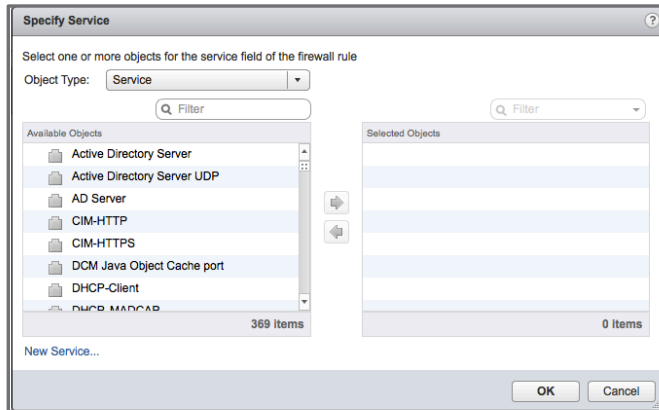 Specify Service
?
Select one or more objects for the service field of the firewall rule
Object Type: Service
Filter
Filter
Available Objects
Selected Objects
Active Directory Server
Active Directory Server UDP
AD Server
CIM-HTTP
CIM-HTTPS
DCM Java Object Cache port
DHCP-Client
DHCP-MADCAP
369 items
0 items
New Service...
OK
Cancel